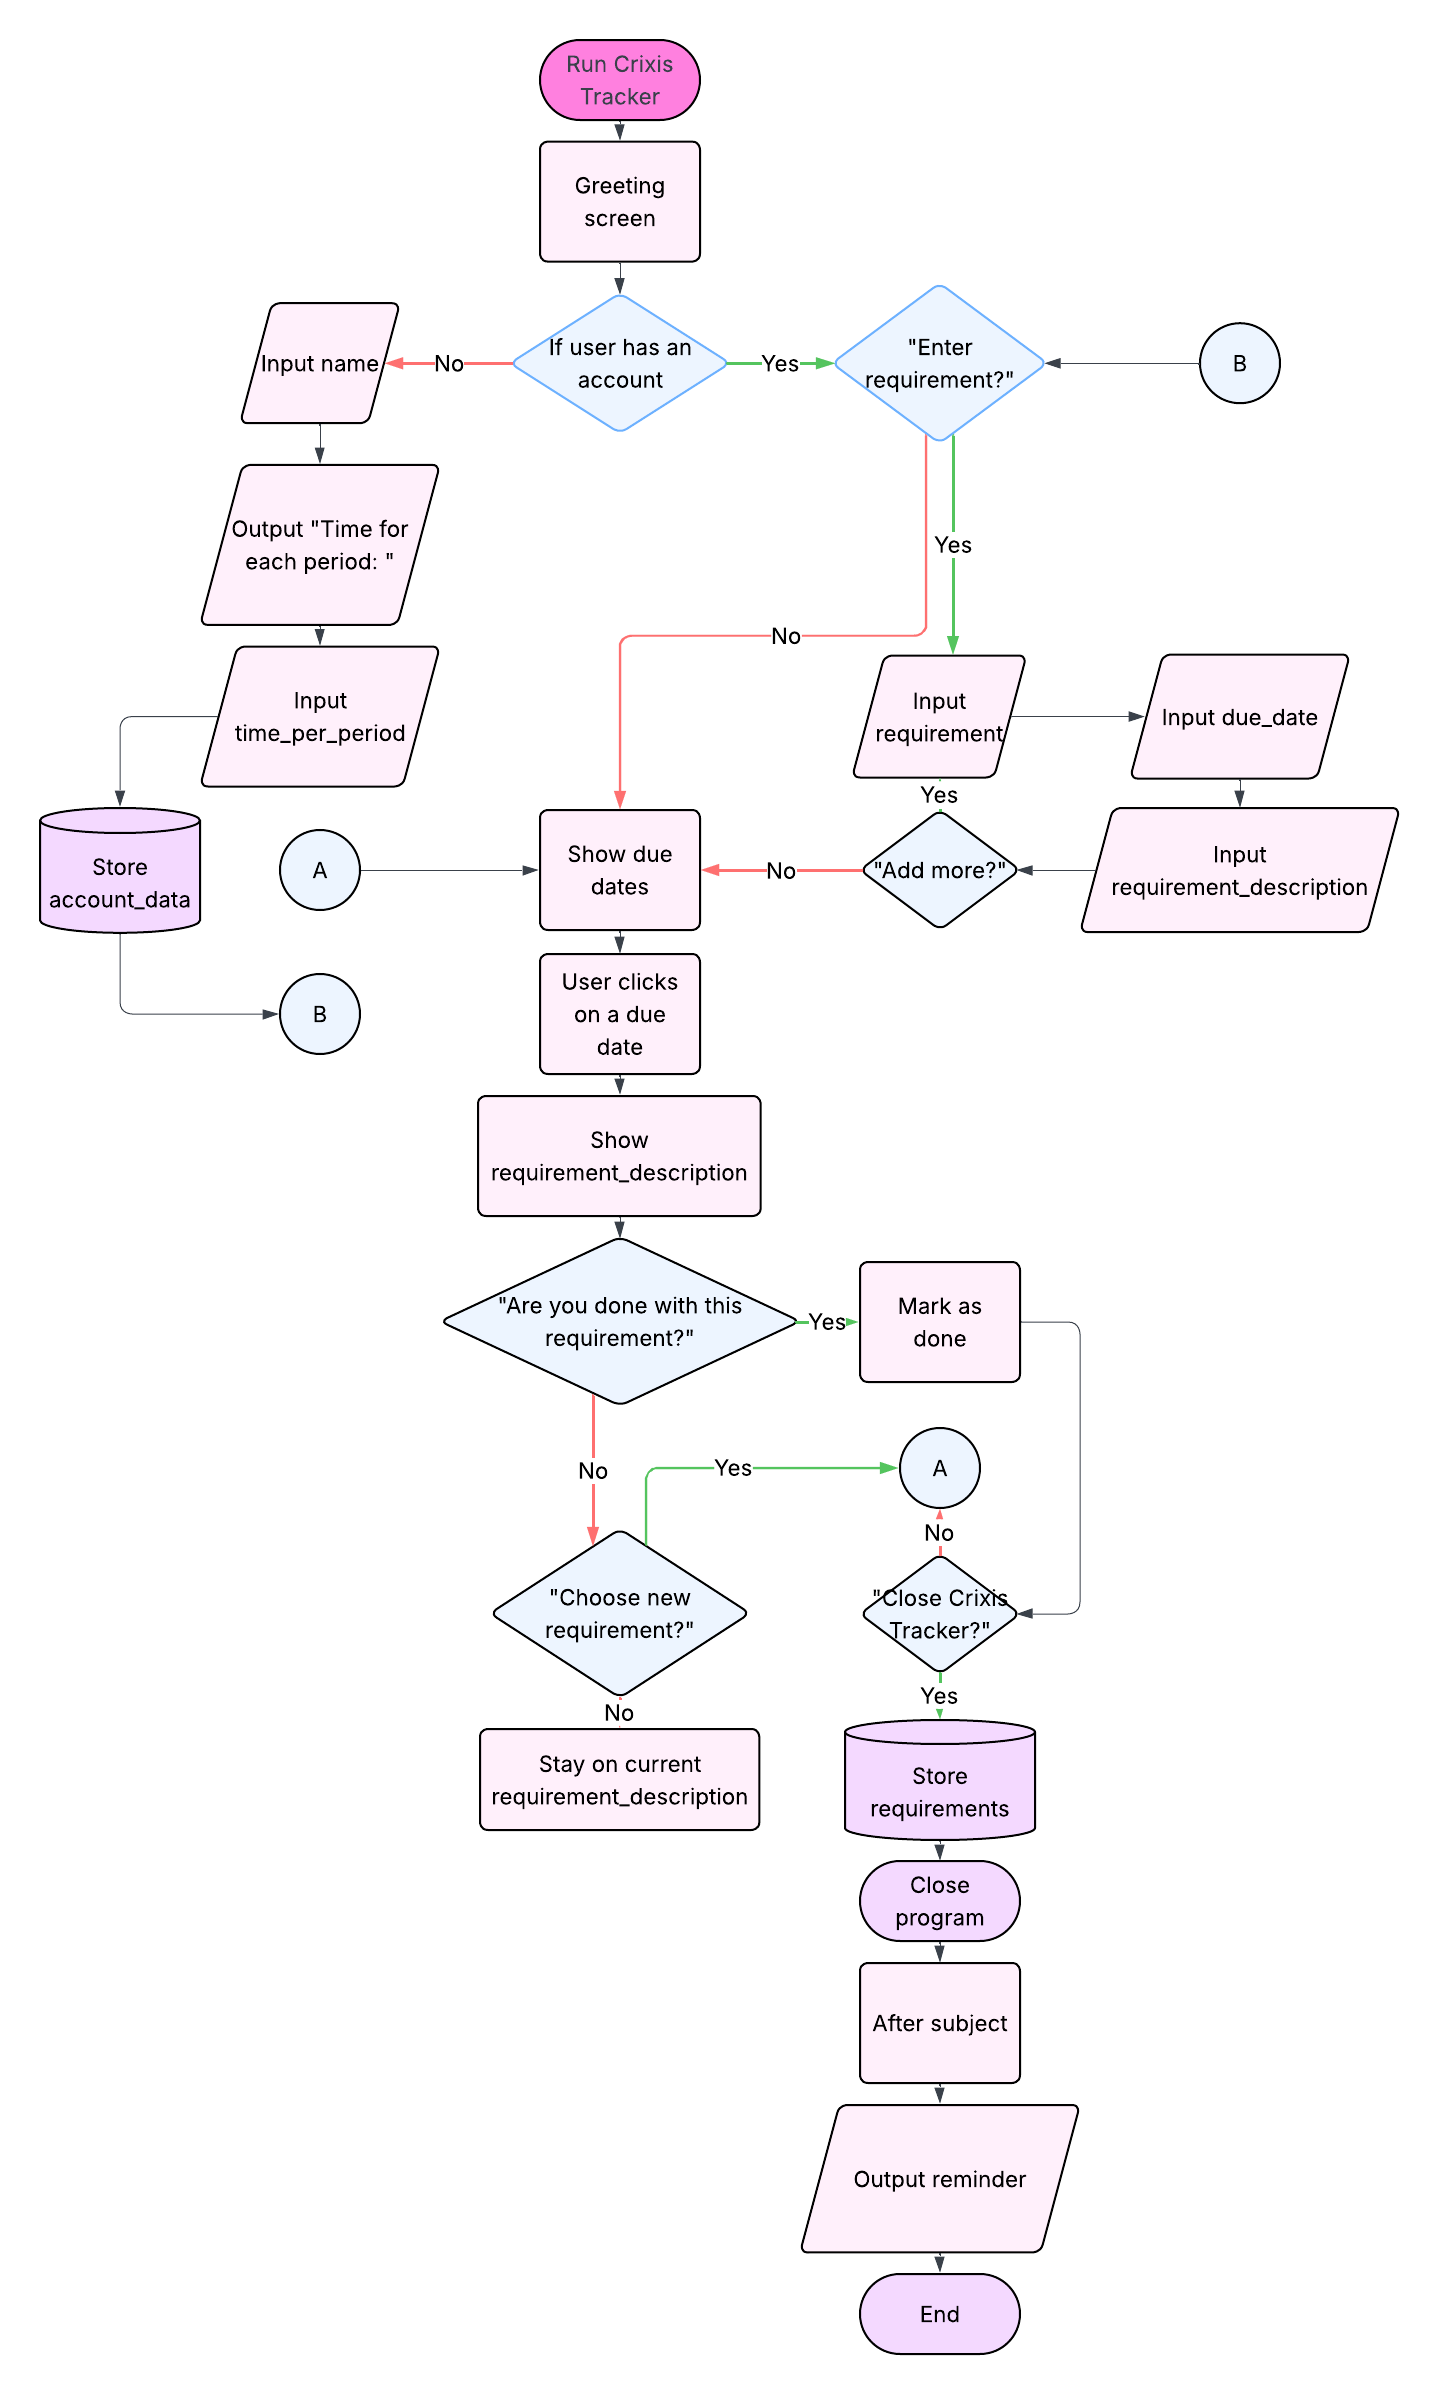 Run Crixis
Tracker
Greeting
screen
If user has an
account
No
Yes
Input name
"Enter
requirement?"
B
Output "Time for
each period: "
Yes
No
Input
time_per_period
Input
requirement
Input due_date
Yes
Store
account_data
A
Show due
dates
No
"Add more?"
Input
requirement_description
B
User clicks
on a due
date
Show
requirement_description
"Are you done with this
requirement?"
Yes
Mark as
done
No
Yes
A
No
"Choose new
requirement?"
"Close Crixis
Tracker?"
No
Yes
Stay on current
requirement_description
Store
requirements
Close
program
After subject
Output reminder
End